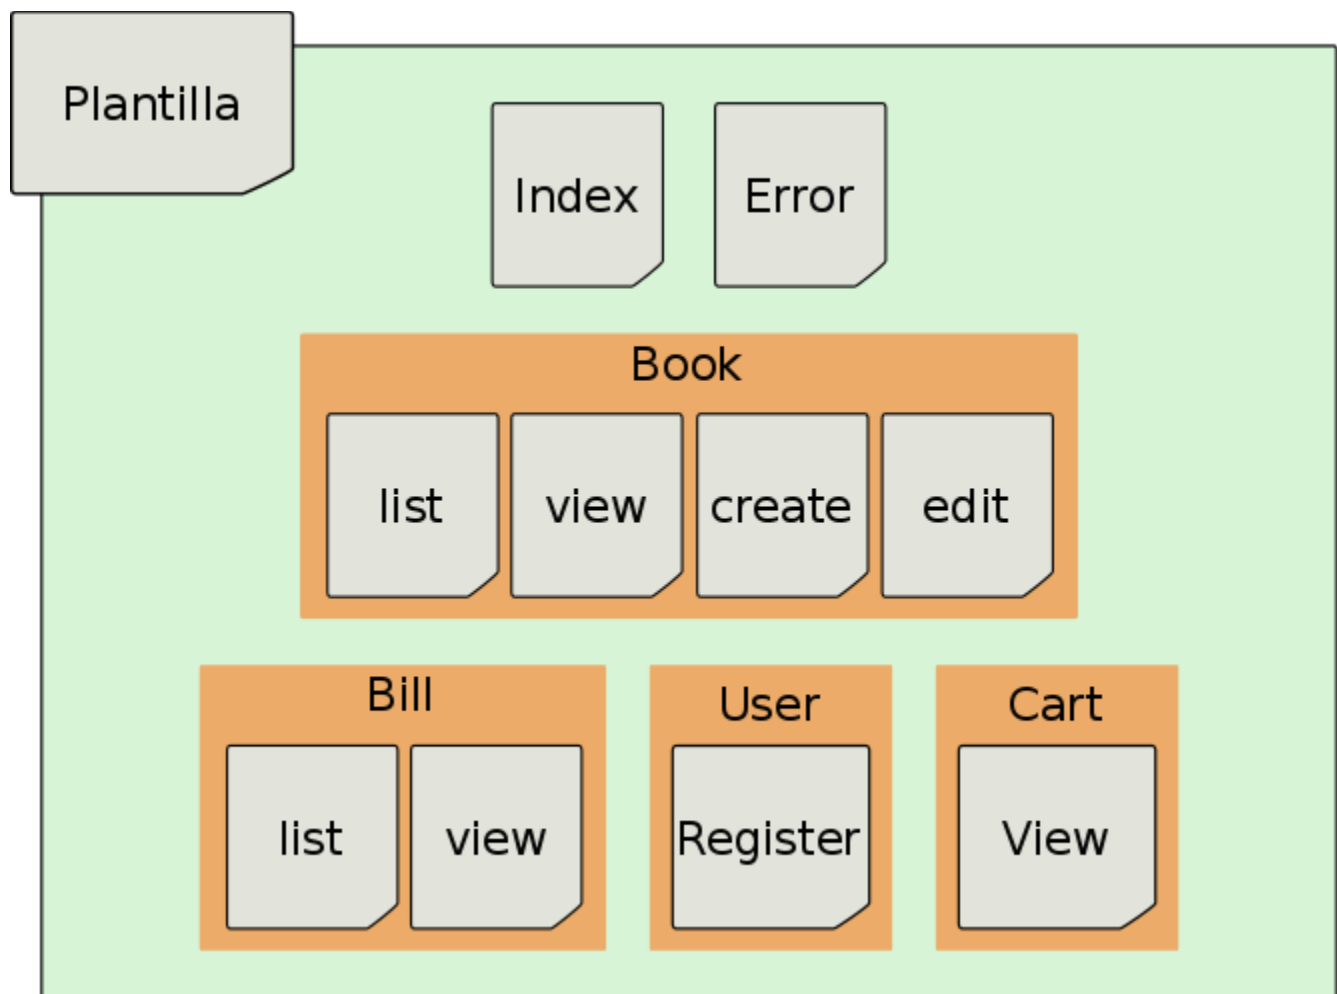 Plantilla
Index
Error
Book
list
view
create
edit
Bill
list
view
User
Register
Cart
View